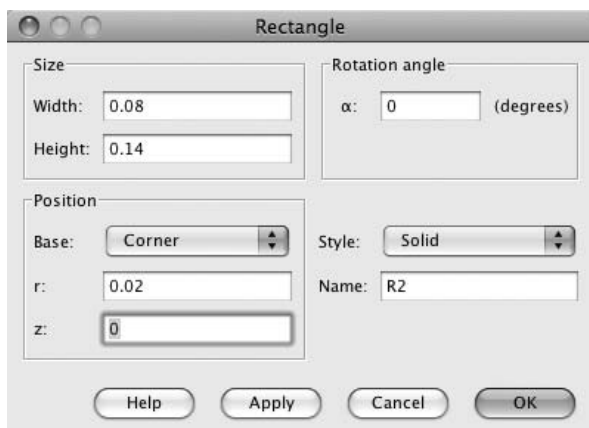 Rectangle
Size
Width: 0.08
Height: 0.14
Rotation angle
α: 0 (degrees)
Position
Base: Corner
r: 0.02
z: 0
Style: Solid
Name: R2
Help Apply Cancel OK